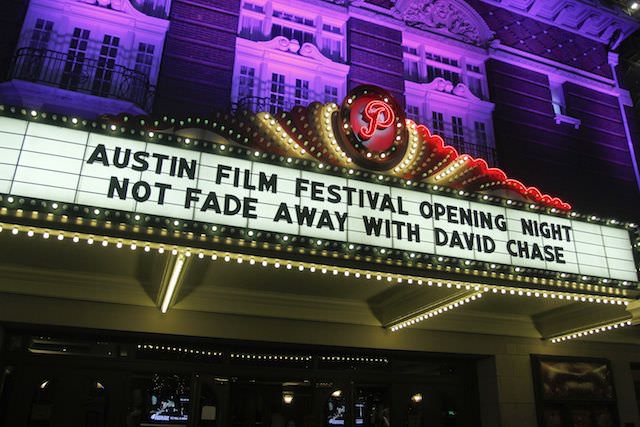 P
AUSTIN FILM FESTIVAL OPENING NIGHT
NOT FADE AWAY WITH DAVID CHASE